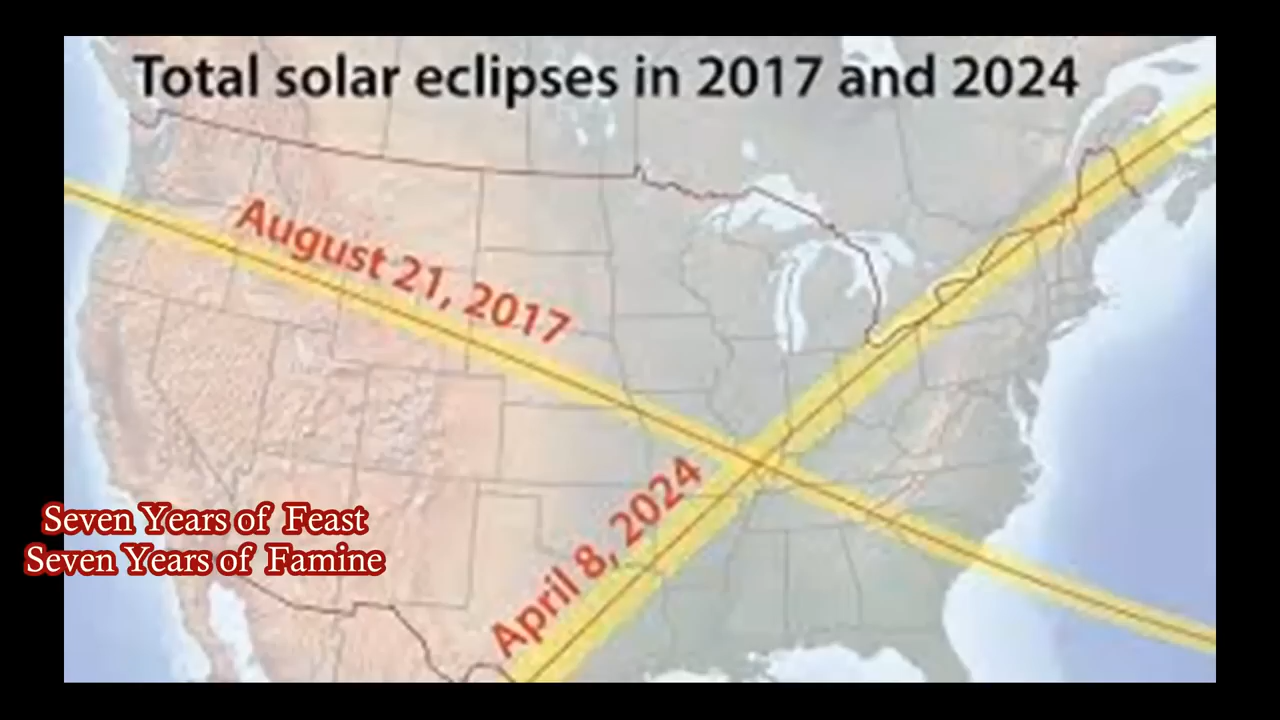 Total solar eclipses in 2017 and 2024
August 21, 2017
April 8, 2024
Seven Years of Feast
Seven Years of Famine